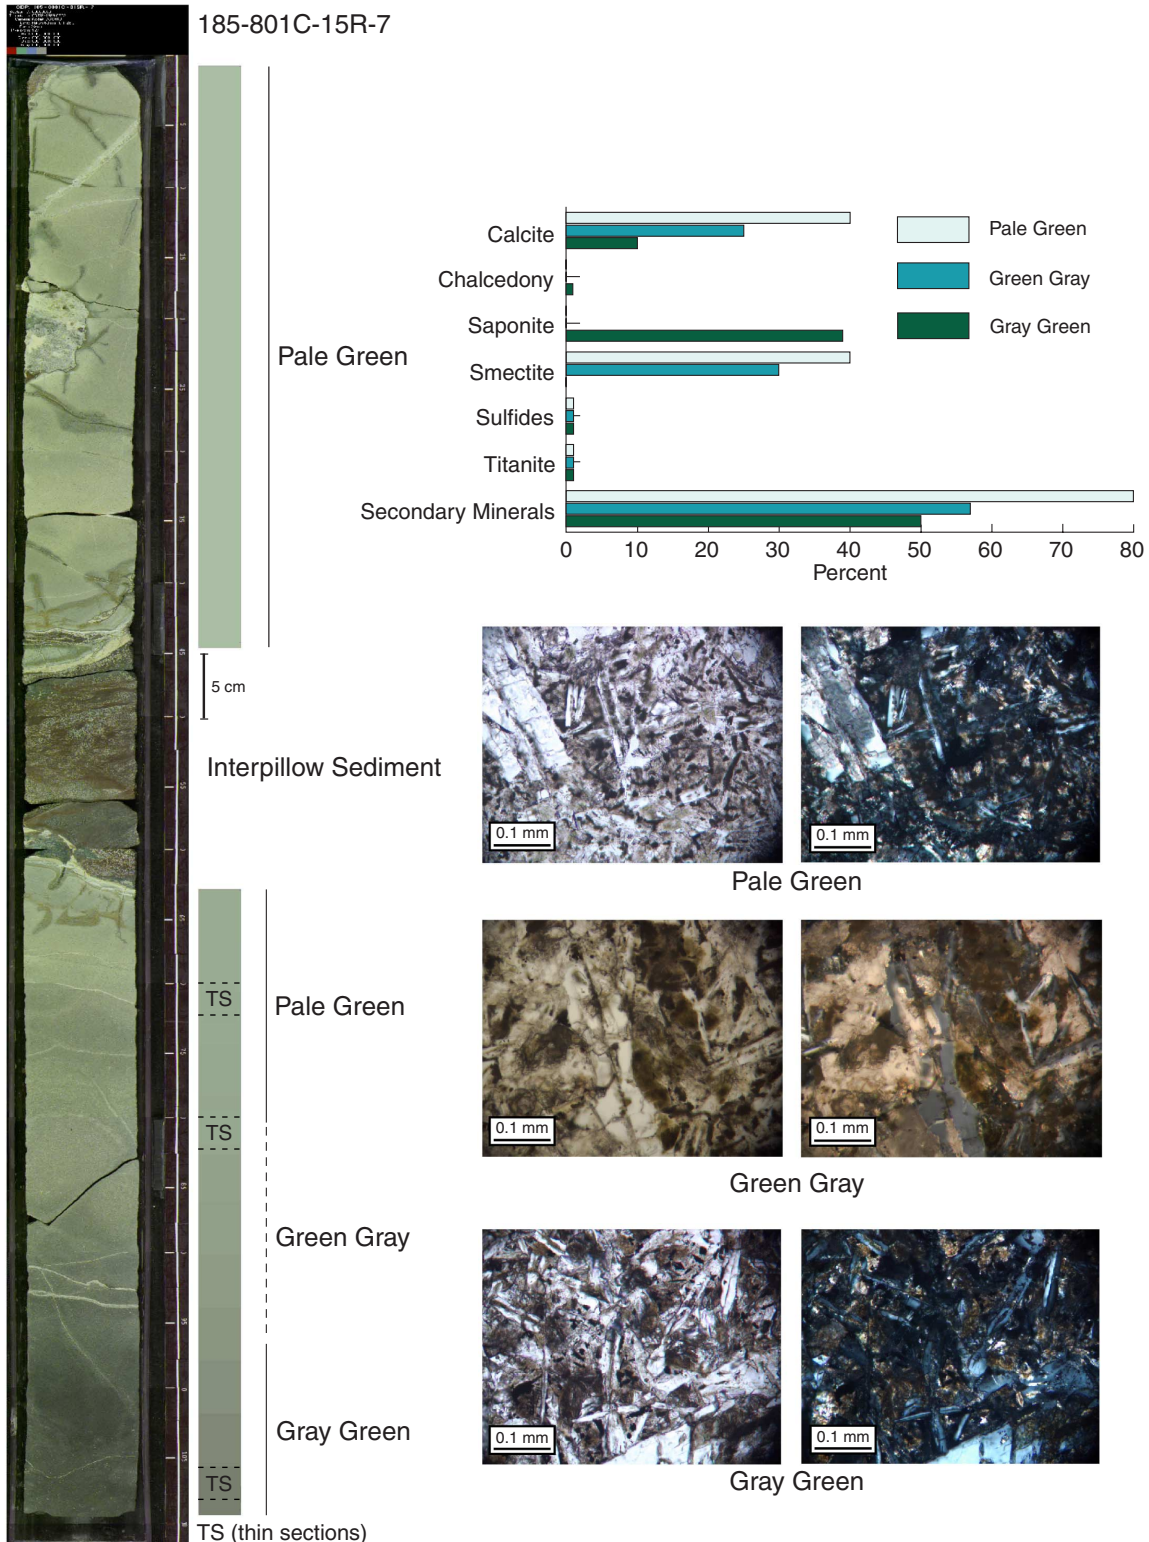 185-801C-15R-7
Pale Green
5 cm
Interpillow Sediment
TS
Pale Green
TS
Green Gray
Gray Green
TS
TS (thin sections)
Calcite
Chalcedony
Saponite
Smectite
Sulfides
Titanite
Secondary Minerals
0 10 20 30 40 50 60 70 80
Percent
Pale Green
Green Gray
Gray Green
0.1 mm
0.1 mm
Pale Green
0.1 mm
0.1 mm
Green Gray
0.1 mm
0.1 mm
Gray Green